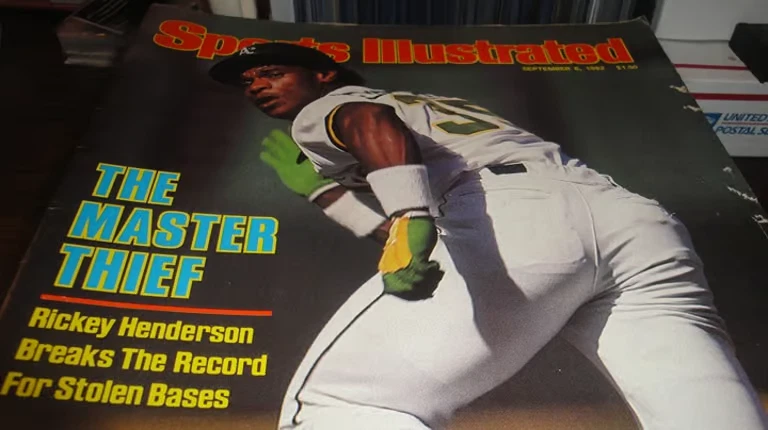 Sports Illustrated
SEPTEMBER 6, 1982 $1.50
A's
35
THE
MASTER
THIEF
Rickey Henderson
Breaks The Record
For Stolen Bases
UNITED
POSTAL